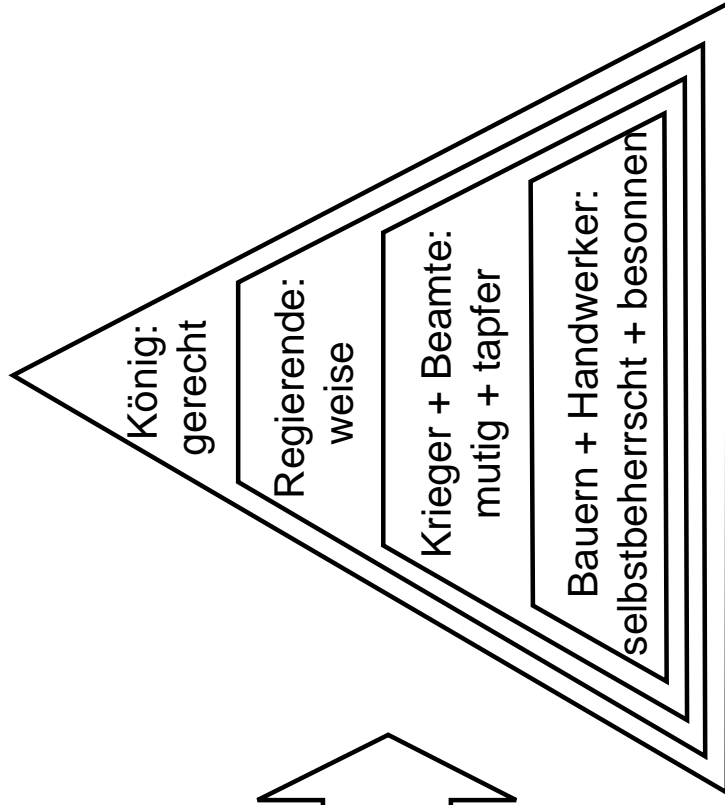 König:
gerecht
Regierende:
weise
Krieger + Beamte:
mutig + tapfer
Bauern + Handwerker:
selbstbeherrscht + besonnen